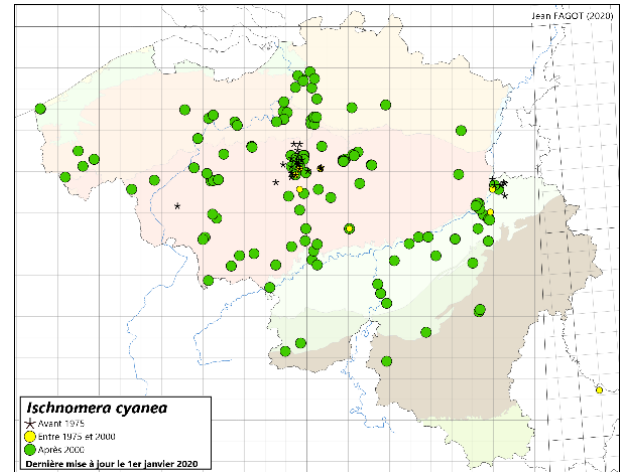 Jean FAGOT (2020)
Ischnomera cyanea
Avant 1975
Entre 1975 et 2000
Après 2000
Dernière mise à jour le 1er janvier 2020